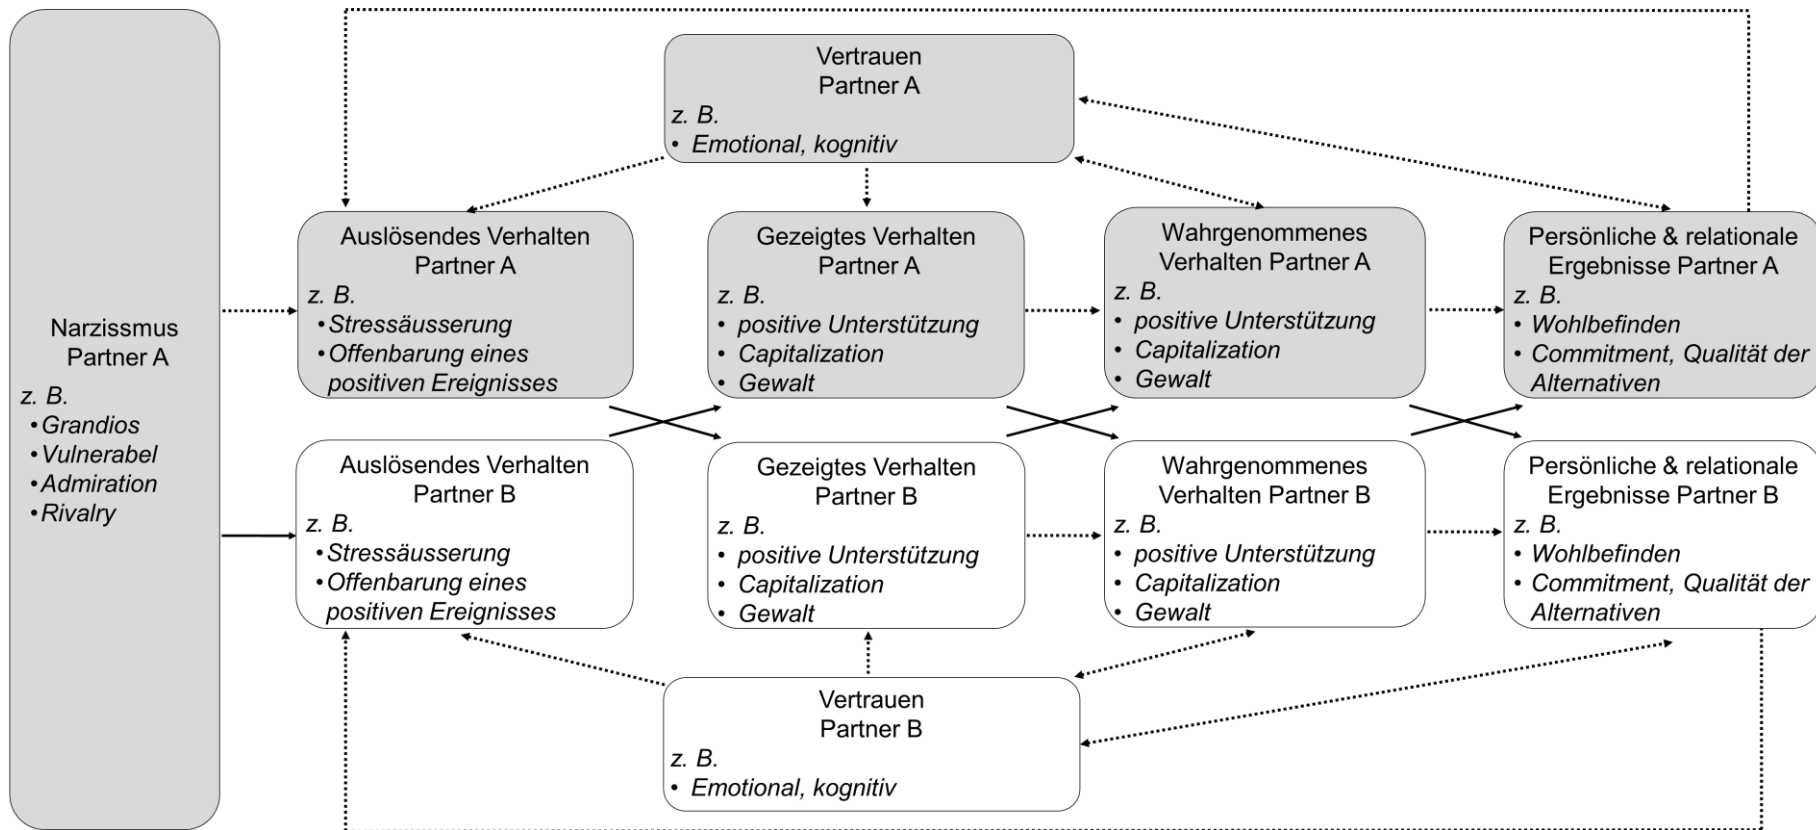 Narzissmus
Partner A
z. B.
•Grandios
•Vulnerabel
•Admiration
•Rivalry
Vertrauen
Partner A
z. B.
• Emotional, kognitiv
Auslösendes Verhalten
Partner A
z. B.
•Stressäusserung
•Offenbarung eines
positiven Ereignisses
Gezeigtes Verhalten
Partner A
z. B.
• positive Unterstützung
• Capitalization
• Gewalt
Wahrgenommenes
Verhalten Partner A
z. B.
• positive Unterstützung
• Capitalization
• Gewalt
Persönliche & relationale
Ergebnisse Partner A
z. B.
• Wohlbefinden
• Commitment, Qualität der
Alternativen
Auslösendes Verhalten
Partner B
z. B.
•Stressäusserung
•Offenbarung eines
positiven Ereignisses
Gezeigtes Verhalten
Partner B
z. B.
• positive Unterstützung
• Capitalization
• Gewalt
Wahrgenommenes
Verhalten Partner B
z. B.
• positive Unterstützung
• Capitalization
• Gewalt
Persönliche & relationale
Ergebnisse Partner B
z. B.
• Wohlbefinden
• Commitment, Qualität der
Alternativen
Vertrauen
Partner B
z. B.
• Emotional, kognitiv